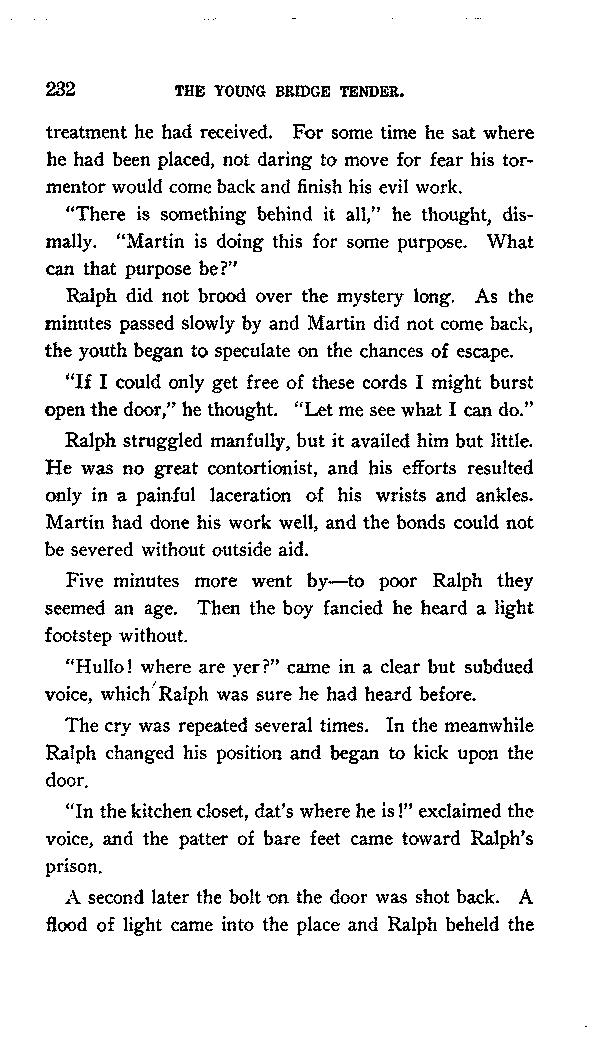 232 THE YOUNG BRIDGE TENDER.
treatment he had received. For some time he sat where
he had been placed, not daring to move for fear his tor-
mentor would come back and finish his evil work.
"There is something behind it all," he thought, dis-
mally. "Martin is doing this for some purpose. What
can that purpose be?"
Ralph did not brood over the mystery long. As the
minutes passed slowly by and Martin did not come back,
the youth began to speculate on the chances of escape.
"If I could only get free of these cords I might burst
open the door," he thought. "Let me see what I can do."
Ralph struggled manfully, but it availed him but little.
He was no great contortionist, and his efforts resulted
only in a painful laceration of his wrists and ankles.
Martin had done his work well, and the bonds could not
be severed without outside aid.
Five minutes more went by—to poor Ralph they
seemed an age. Then the boy fancied he heard a light
footstep without.
"Hullo! where are yer?" came in a clear but subdued
voice, which Ralph was sure he had heard before.
The cry was repeated several times. In the meanwhile
Ralph changed his position and began to kick upon the
door.
"In the kitchen closet, dat's where he is!" exclaimed the
voice, and the patter of bare feet came toward Ralph's
prison.
A second later the bolt on the door was shot back. A
flood of light came into the place and Ralph beheld the